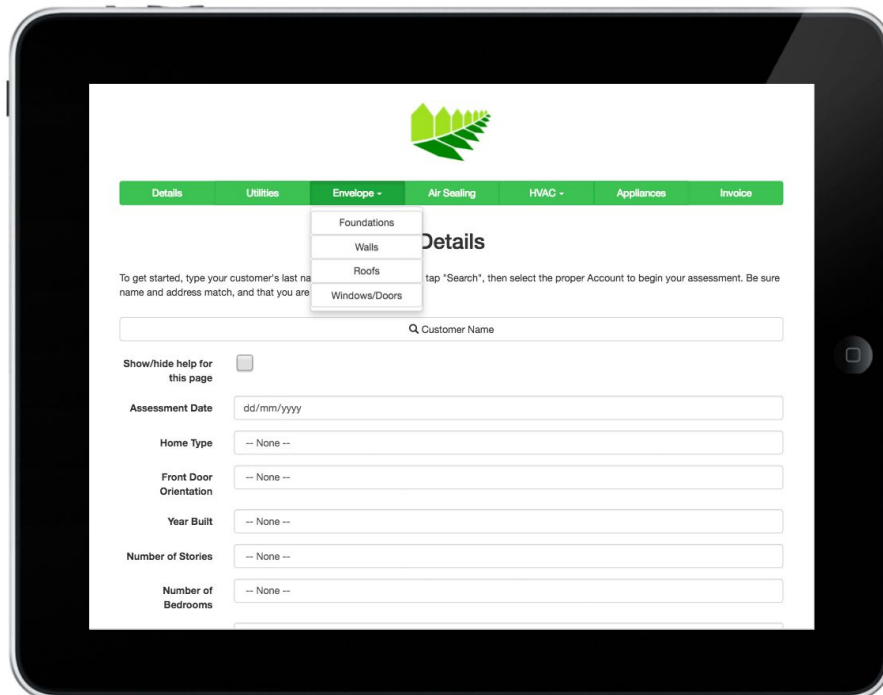 Details Utilities Envelope Air Sealing HVAC Appliances Invoice
Foundations
Walls
Roofs
Windows/Doors
Details
To get started, type your customer's last na tap "Search", then select the proper Account to begin your assessment. Be sure
name and address match, and that you are
Customer Name
Show/hide help for
this page
Assessment Date dd/mm/yyyy
Home Type -- None --
Front Door
Orientation
-- None --
Year Built -- None --
Number of Stories -- None --
Number of
Bedrooms
-- None --